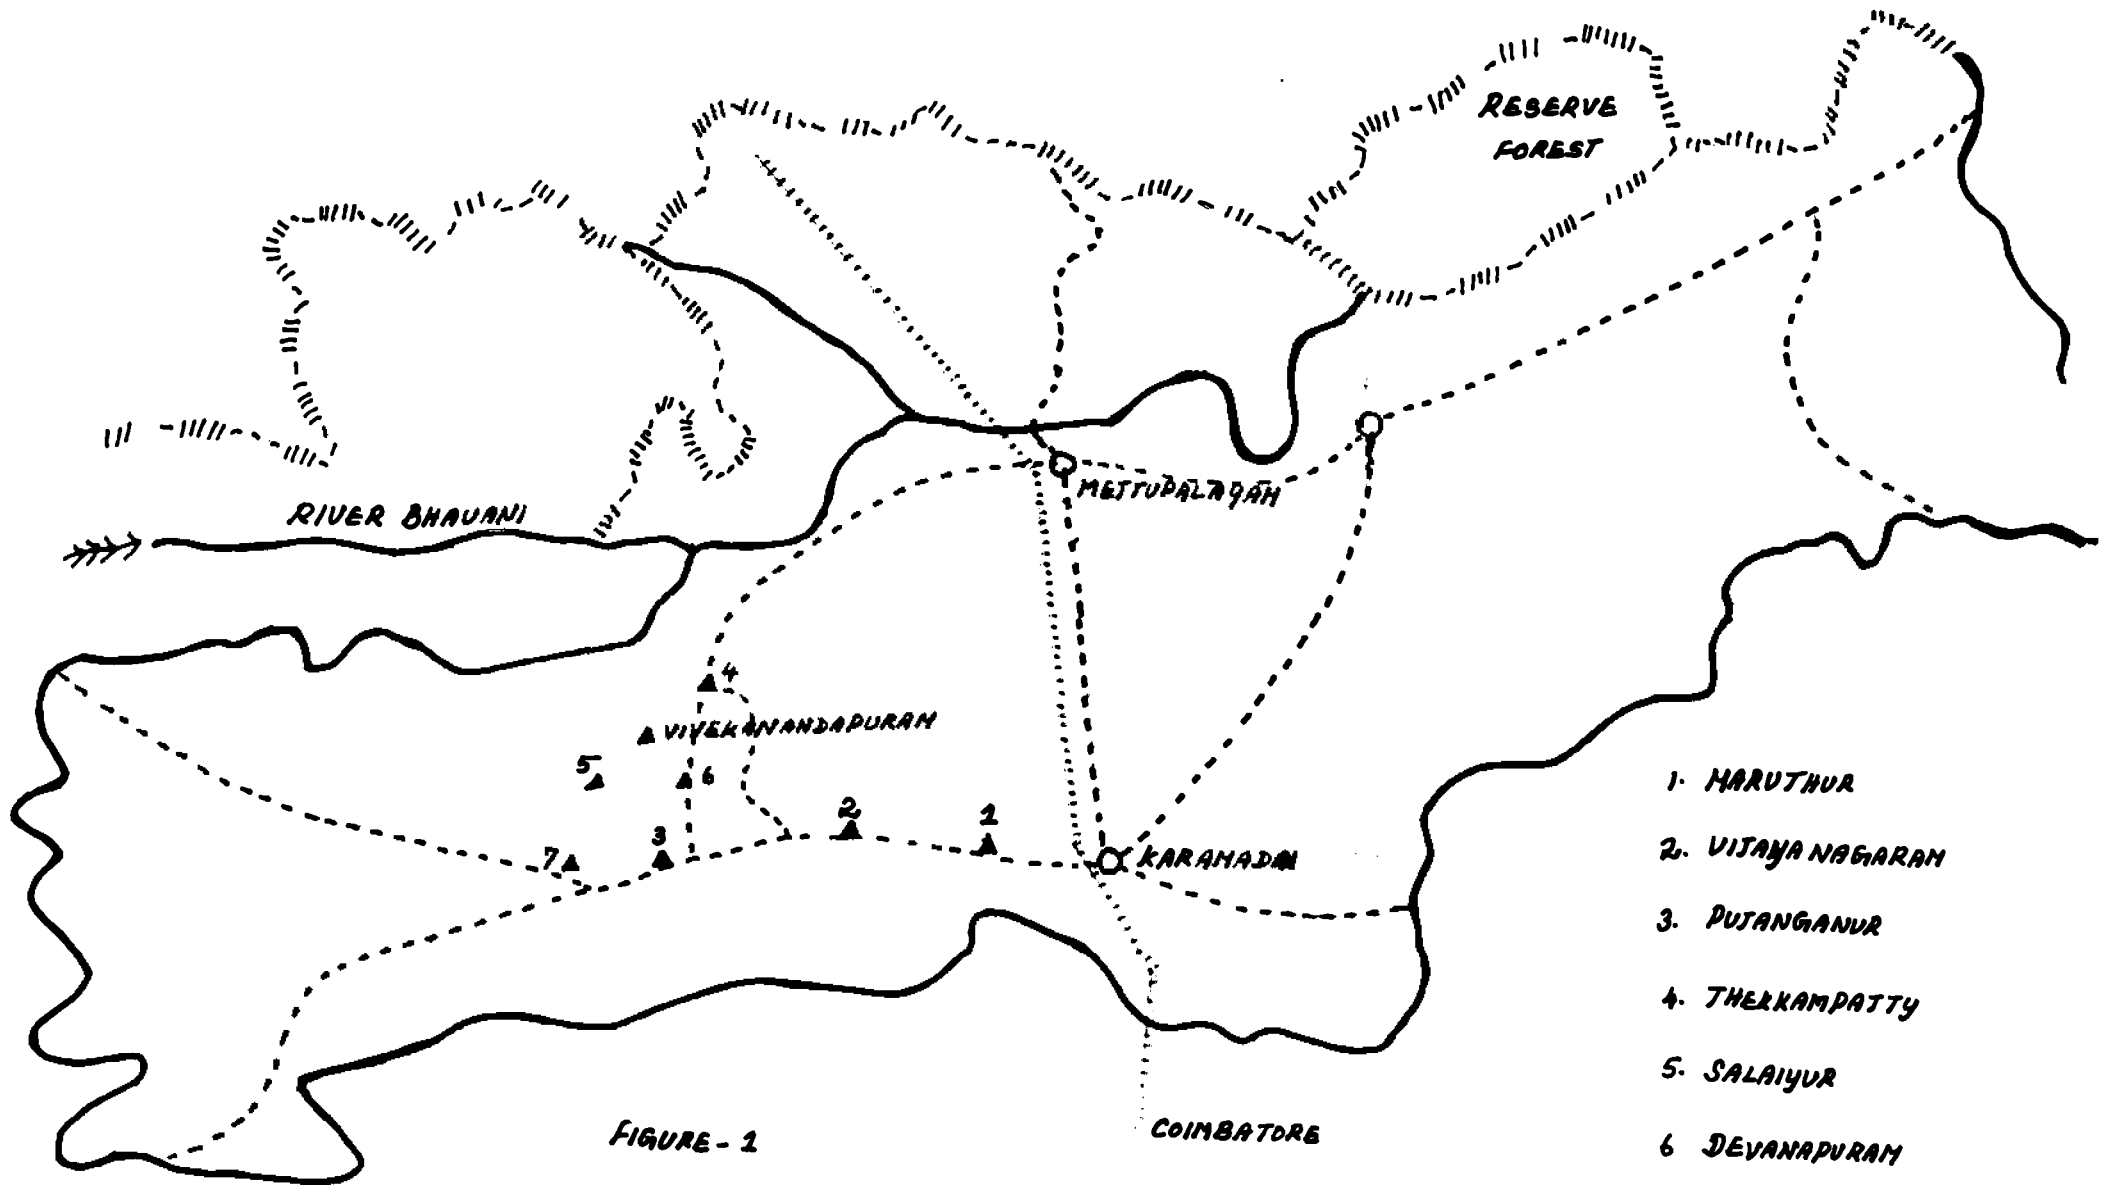 RESERVE
FOREST
METTUPALAYAM
RIVER BHAVANI
4
VIVEKANANDAPURAM
5
6
2
1
3
7
KARAMADAI
1. MARUTHUR
2. VIJAYANAGARAM
3. PUJANGANUR
4. THEKKAMPATTY
5. SALAIYUR
6 DEVANAPURAM
FIGURE - 1
COIMBATORE